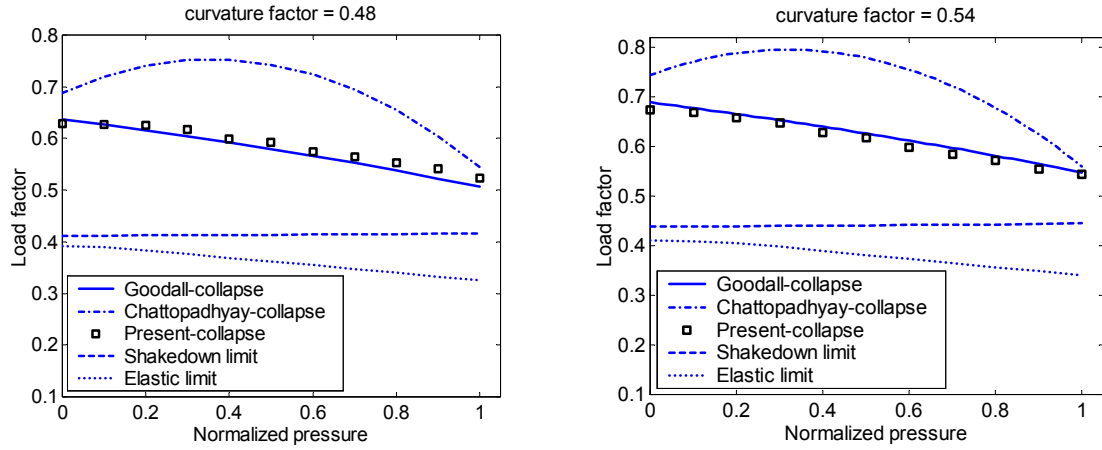 curvature factor = 0.48
0.8
0.7
0.6
0.5
0.4
0.3
0.2
0.1
Load factor
Goodall-collapse
Chattopadhyay-collapse
Present-collapse
Shakedown limit
Elastic limit
0 0.2 0.4 0.6 0.8 1
Normalized pressure
curvature factor = 0.54
0.8
0.7
0.6
0.5
0.4
0.3
0.2
0.1
Load factor
Goodall-collapse
Chattopadhyay-collapse
Present-collapse
Shakedown limit
Elastic limit
0 0.2 0.4 0.6 0.8 1
Normalized pressure